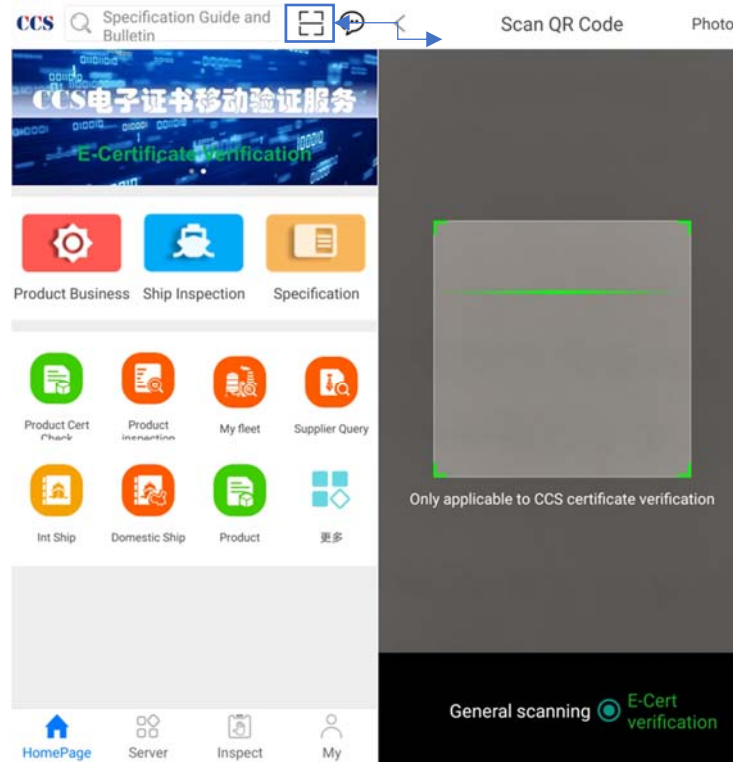 CCS
Specification Guide and
Bulletin
CCS电子证书移动验证服务
E-Certificate Verification
Product Business
Ship Inspection
Specification
Product Cert
Check
Product
inspection
My fleet
Supplier Query
Int Ship
Domestic Ship
Product
更多
HomePage
Server
Inspect
My
Scan QR Code
Photo
Only applicable to CCS certificate verification
General scanning
E-Cert
verification